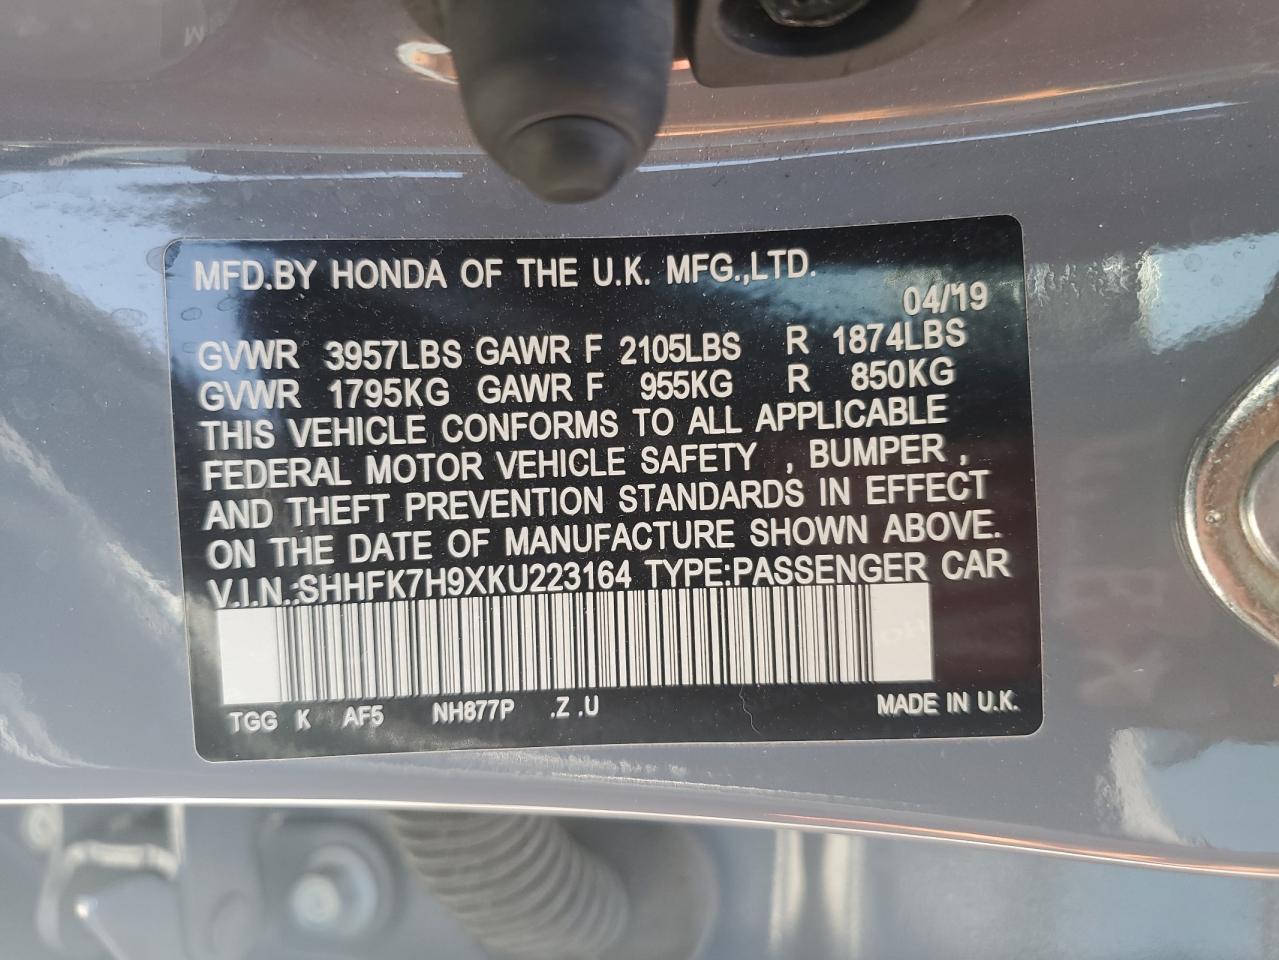 MFD.BY HONDA OF THE U.K. MFG.,LTD.
04/19
GVWR 3957LBS GAWR F 2105LBS R 1874LBS
GVWR 1795KG GAWR F 955KG R 850KG
THIS VEHICLE CONFORMS TO ALL APPLICABLE
FEDERAL MOTOR VEHICLE SAFETY , BUMPER ,
AND THEFT PREVENTION STANDARDS IN EFFECT
ON THE DATE OF MANUFACTURE SHOWN ABOVE.
V.I.N.:SHHFK7H9XKU223164 TYPE:PASSENGER CAR
TGG K AF5 NH877P .Z .U MADE IN U.K.